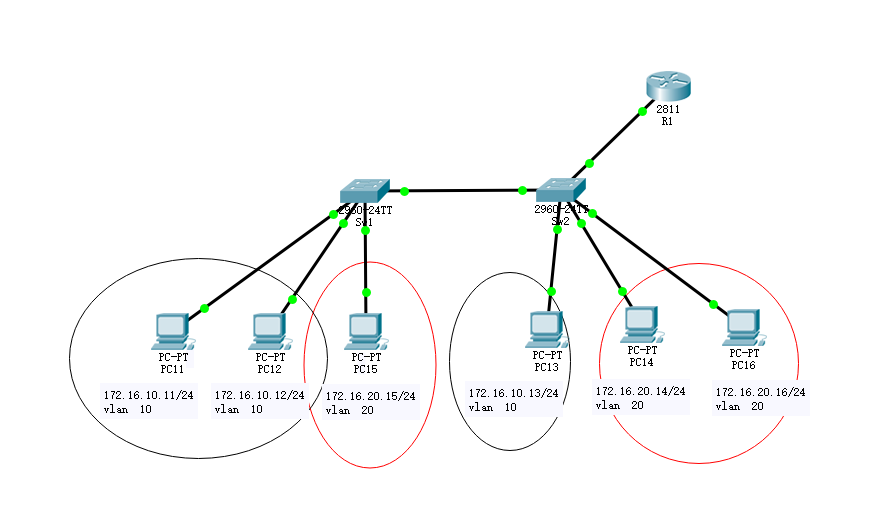 2811
R1
2960-24TT
Sw1
2960-24TT
Sw2
PC-PT
PC11
PC-PT
PC12
PC-PT
PC15
PC-PT
PC13
PC-PT
PC14
PC-PT
PC16
172.16.10.11/24
vlan 10
172.16.10.12/24
vlan 10
172.16.20.15/24
vlan 20
172.16.10.13/24
vlan 10
172.16.20.14/24
vlan 20
172.16.20.16/24
vlan 20